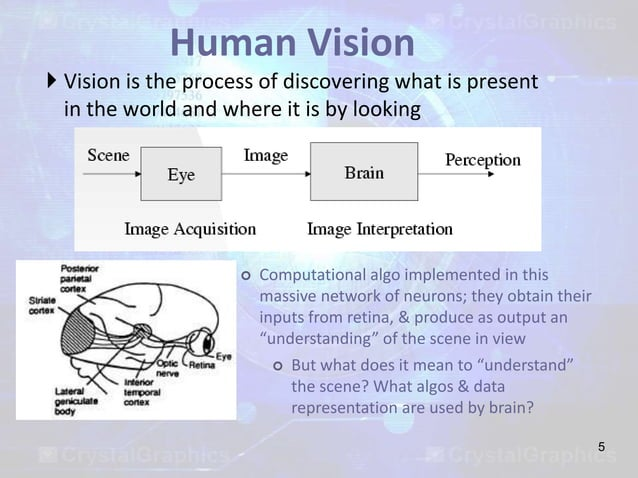 CrystalGraphics
CrystalGraphics
Human Vision
Vision is the process of discovering what is present
in the world and where it is by looking
Scene
Eye
Image
Brain
Perception
Image Acquisition
Image Interpretation
Posterior
parietal
cortex
Striate
cortex
Eye
Optic
nerve
Retina
Inferior
temporal
cortex
Lateral
geniculate
body
Computational algo implemented in this
massive network of neurons; they obtain their
inputs from retina, & produce as output an
“understanding” of the scene in view
But what does it mean to “understand”
the scene? What algos & data
representation are used by brain?
5
CrystalGraphics
CrystalGraphics